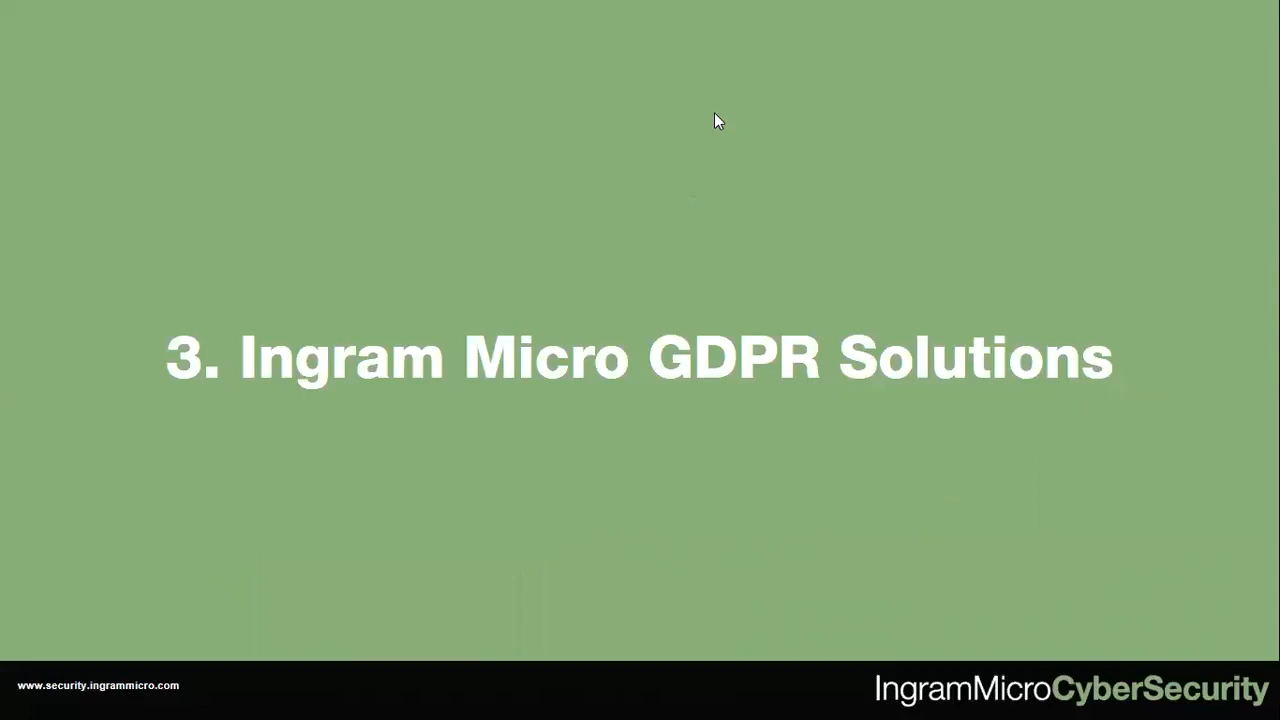 3. Ingram Micro GDPR Solutions
www.security.ingrammicro.com
IngramMicroCyberSecurity